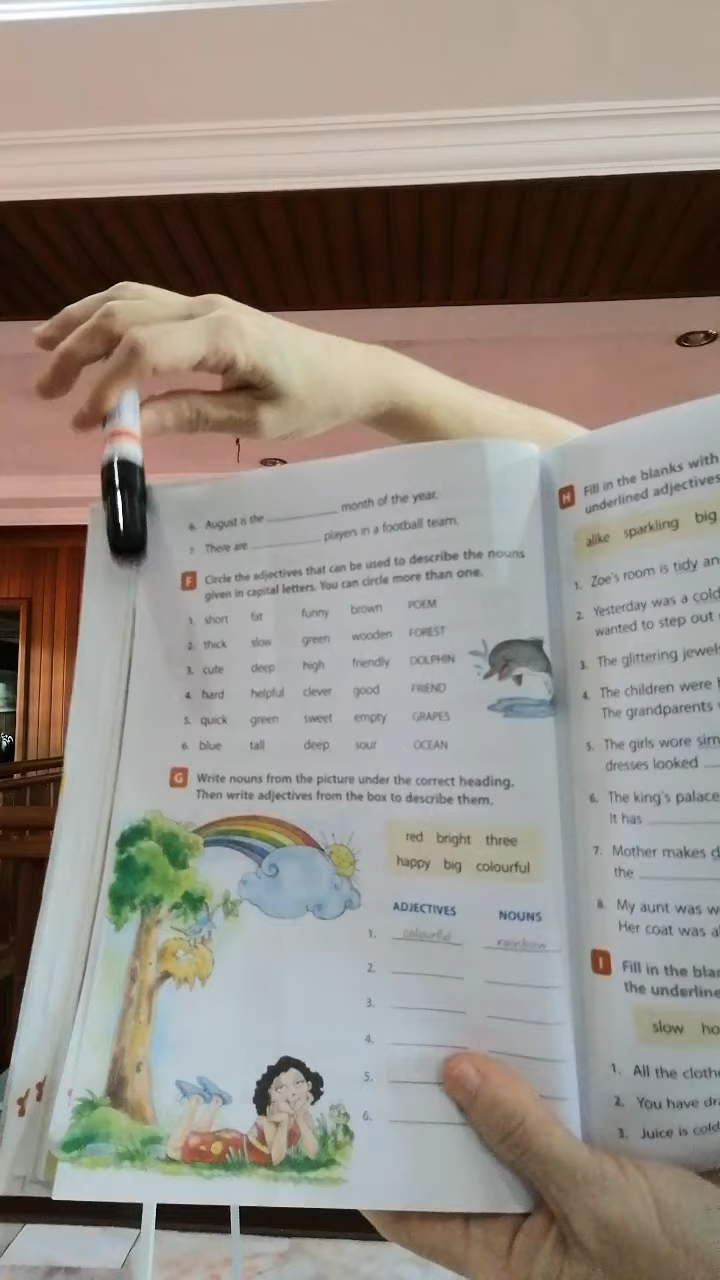 6. August is the __________ month of the year.
7. There are __________ players in a football team.
F Circle the adjectives that can be used to describe the nouns
given in capital letters. You can circle more than one.
1. short fat funny brown POEM
2. thick slow green wooden FOREST
3. cute deep high friendly DOLPHIN
4. hard helpful clever good FRIEND
5. quick green sweet empty GRAPES
6. blue tall deep sour OCEAN
G Write nouns from the picture under the correct heading.
Then write adjectives from the box to describe them.
red bright three
happy big colourful
ADJECTIVES NOUNS
1. colourful rainbow
2.
3.
4.
5.
6.
H Fill in the blanks with
underlined adjectives
alike sparkling big
1. Zoe's room is tidy an
2. Yesterday was a cold
wanted to step out
3. The glittering jewel
4. The children were
The grandparents
5. The girls wore sim
dresses looked
6. The king's palace
It has
7. Mother makes d
the
8. My aunt was w
Her coat was a
I Fill in the bla
the underline
slow ho
1. All the cloth
2. You have dr
3. Juice is cold